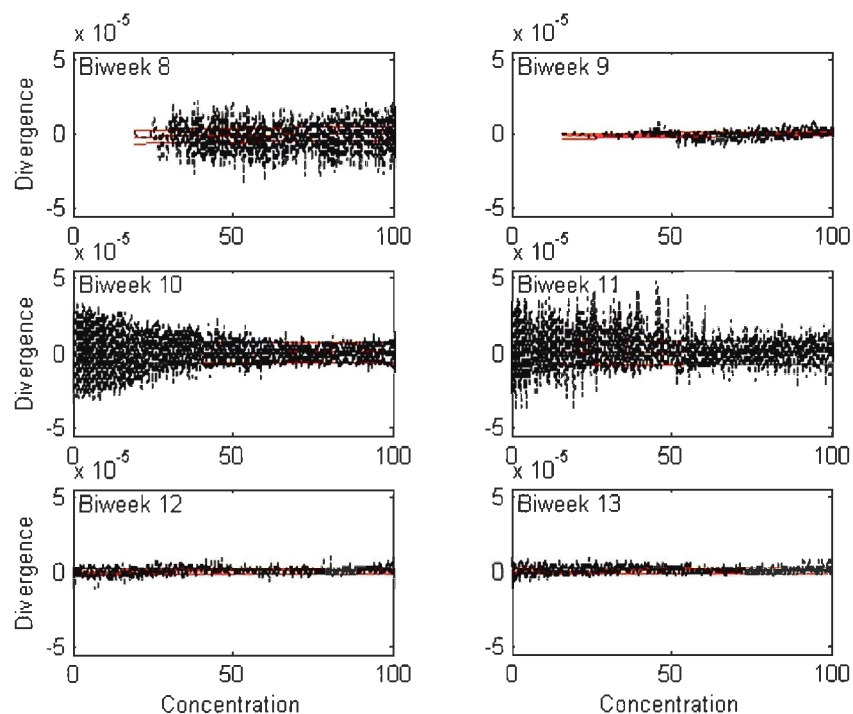 x 10^-5 x 10^-5
5 Biweek 8 5 Biweek 9
Divergence 0 0
-5 -5
0 50 100 0 50 100
x 10^-5 x 10^-5
5 Biweek 10 5 Biweek 11
Divergence 0 0
-5 -5
0 50 100 0 50 100
x 10^-5 x 10^-5
5 Biweek 12 5 Biweek 13
Divergence 0 0
-5 -5
0 50 100 0 50 100
Concentration Concentration